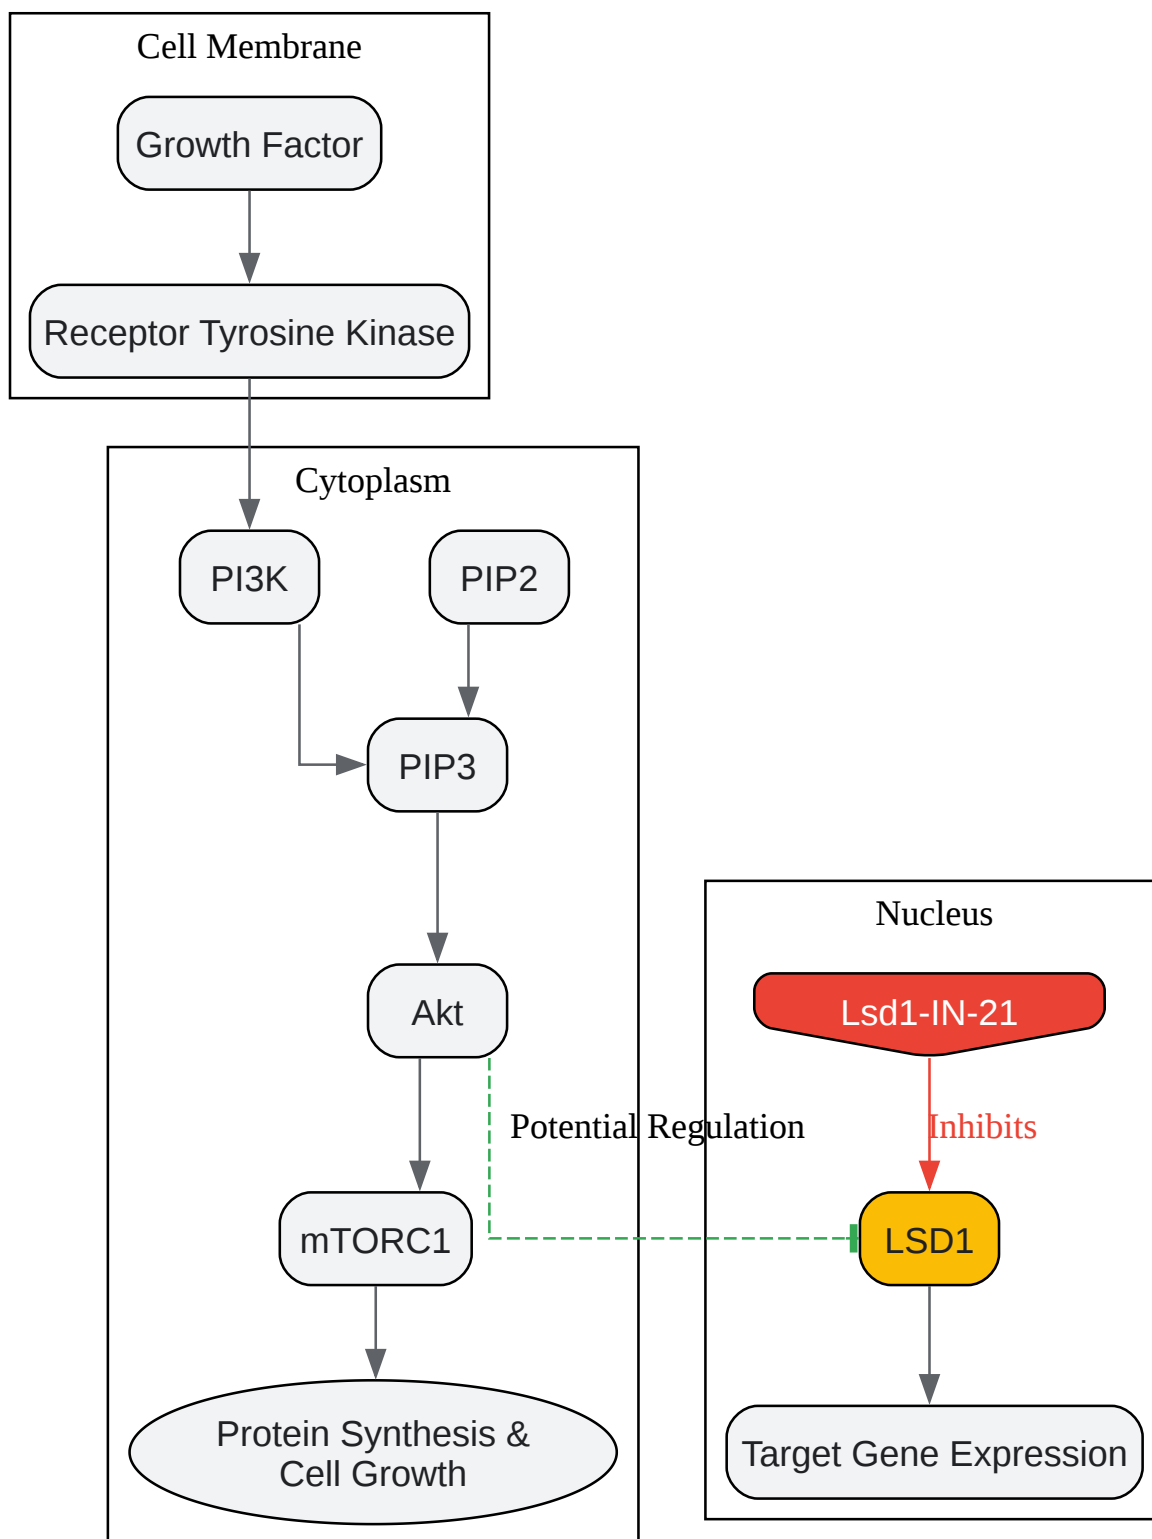 Cell Membrane
Growth Factor
Receptor Tyrosine Kinase
Cytoplasm
PI3K
PIP2
PIP3
Akt
mTORC1
Protein Synthesis &
Cell Growth
Potential Regulation
Nucleus
Lsd1-IN-21
Inhibits
LSD1
Target Gene Expression